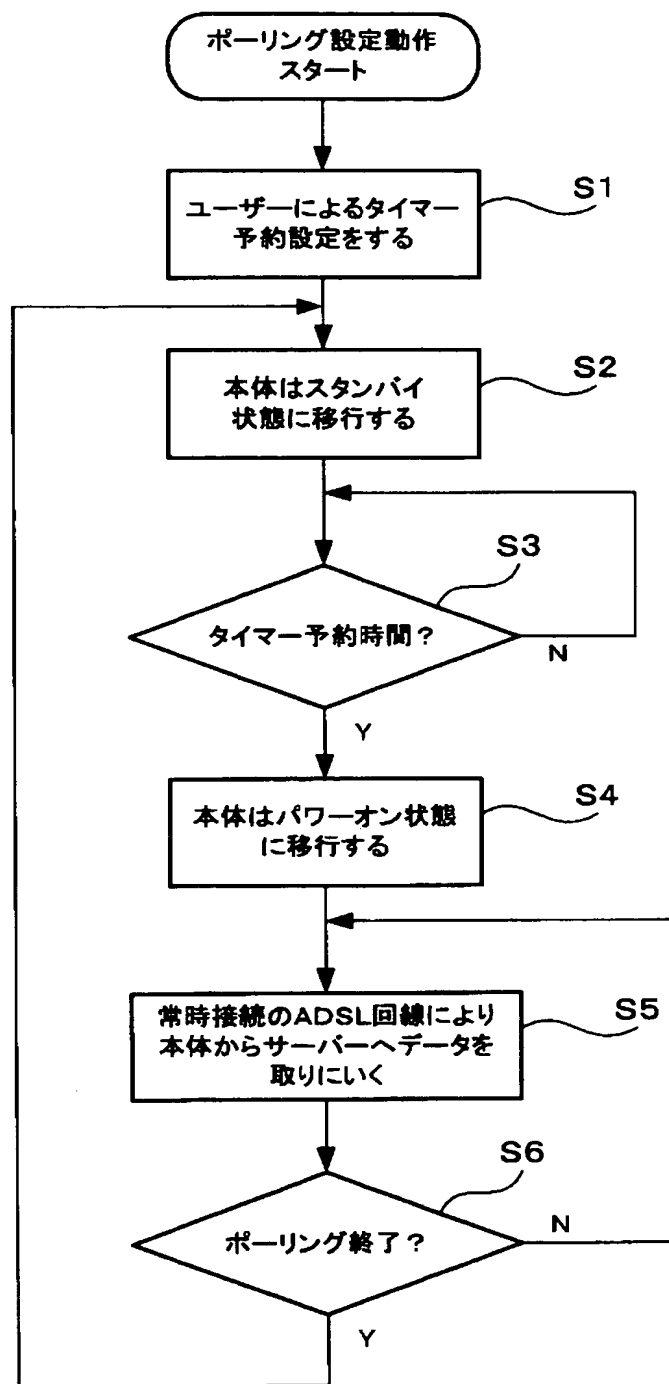 ポーリング設定動作
スタート
S1
ユーザーによるタイマー
予約設定をする
S2
本体はスタンバイ
状態に移行する
S3
タイマー予約時間？
N
Y
S4
本体はパワーオン状態
に移行する
S5
常時接続のADSL回線により
本体からサーバーへデータを
取りにいく
S6
ポーリング終了？
N
Y